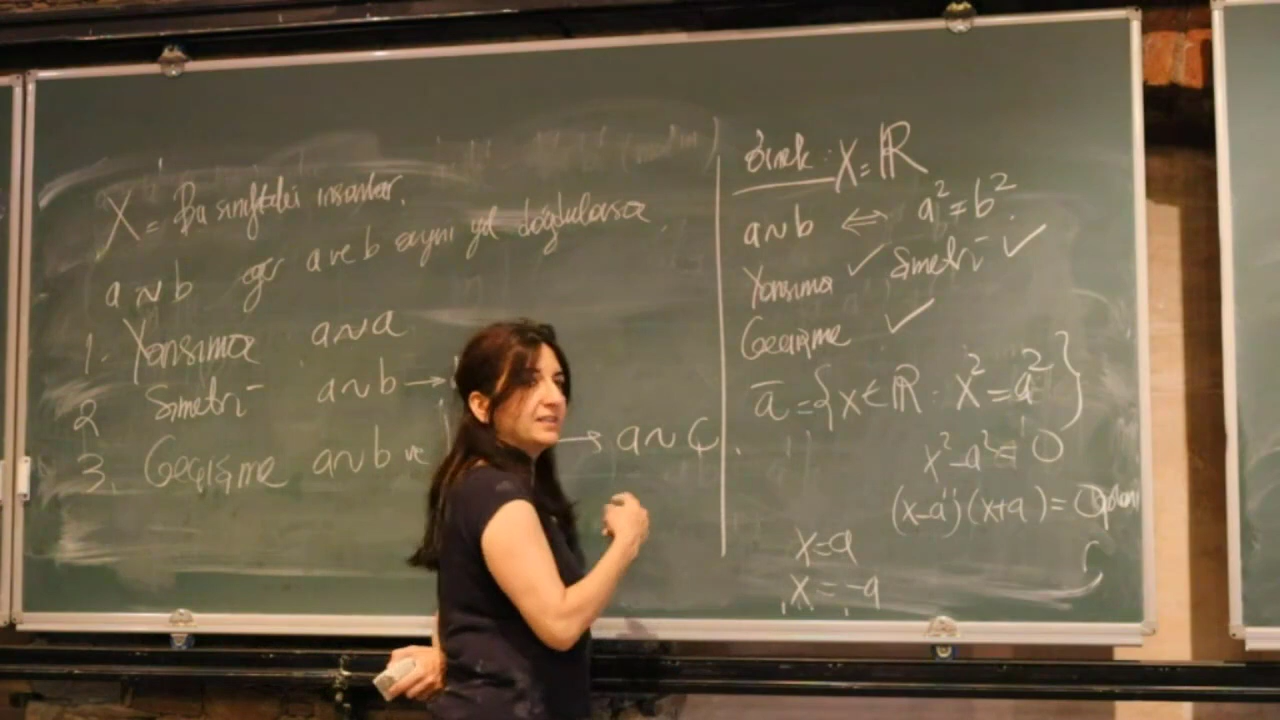 X = Bu sınıftaki insanlar.
a ~ b eğer a ve b aynı yıl doğdularsa.
1. Yansıma a~a
2 Simetri a~b →
3. Geçişme a~b ve → a~c.
Örnek: X = ℝ
a~b ⇔ a² = b².
Yansıma ✓ Simetri ✓
Geçişme ✓
ā = {x ∈ ℝ : x² = a²}
x² - a² = 0
(x-a)(x+a) = 0
x=a
x = -a